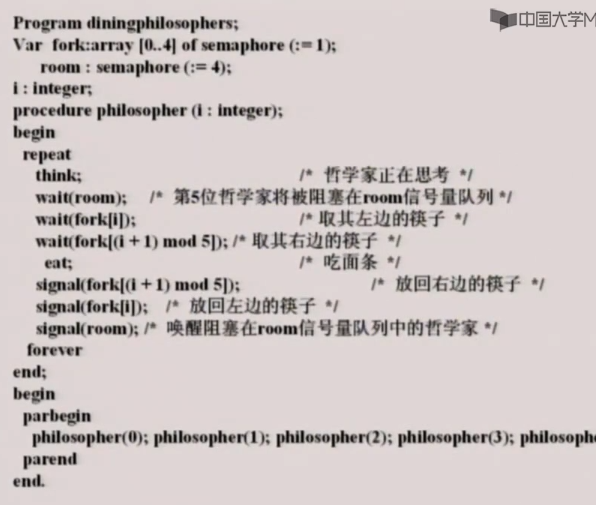 中国大学M
Program diningphilosophers;
Var fork:array [0..4] of semaphore (:=1);
room : semaphore (:= 4);
i : integer;
procedure philosopher (i : integer);
begin
repeat
think; /* 哲学家正在思考 */
wait(room); /* 第5位哲学家将被阻塞在room信号量队列 */
wait(fork[i]); /* 取其左边的筷子 */
wait(fork[(i + 1) mod 5]); /* 取其右边的筷子 */
eat; /* 吃面条 */
signal(fork[(i + 1) mod 5]); /* 放回右边的筷子 */
signal(fork[i]); /* 放回左边的筷子 */
signal(room); /* 唤醒阻塞在room信号量队列中的哲学家 */
forever
end;
begin
parbegin
philosopher(0); philosopher(1); philosopher(2); philosopher(3); philosoph
parend
end.